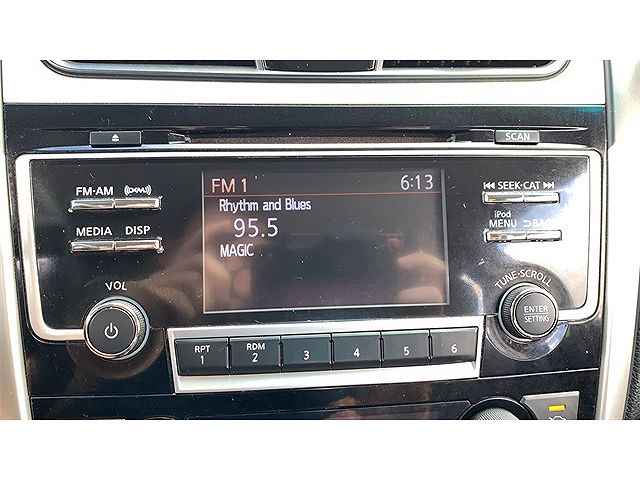 SCAN
FM·AM XM
SEEK·CAT
FM 1 6:13
Rhythm and Blues
95.5
MAGIC
iPod
MENU BACK
MEDIA DISP
VOL
TUNE·SCROLL
ENTER
SETTING
RPT RDM
1 2 3 4 5 6